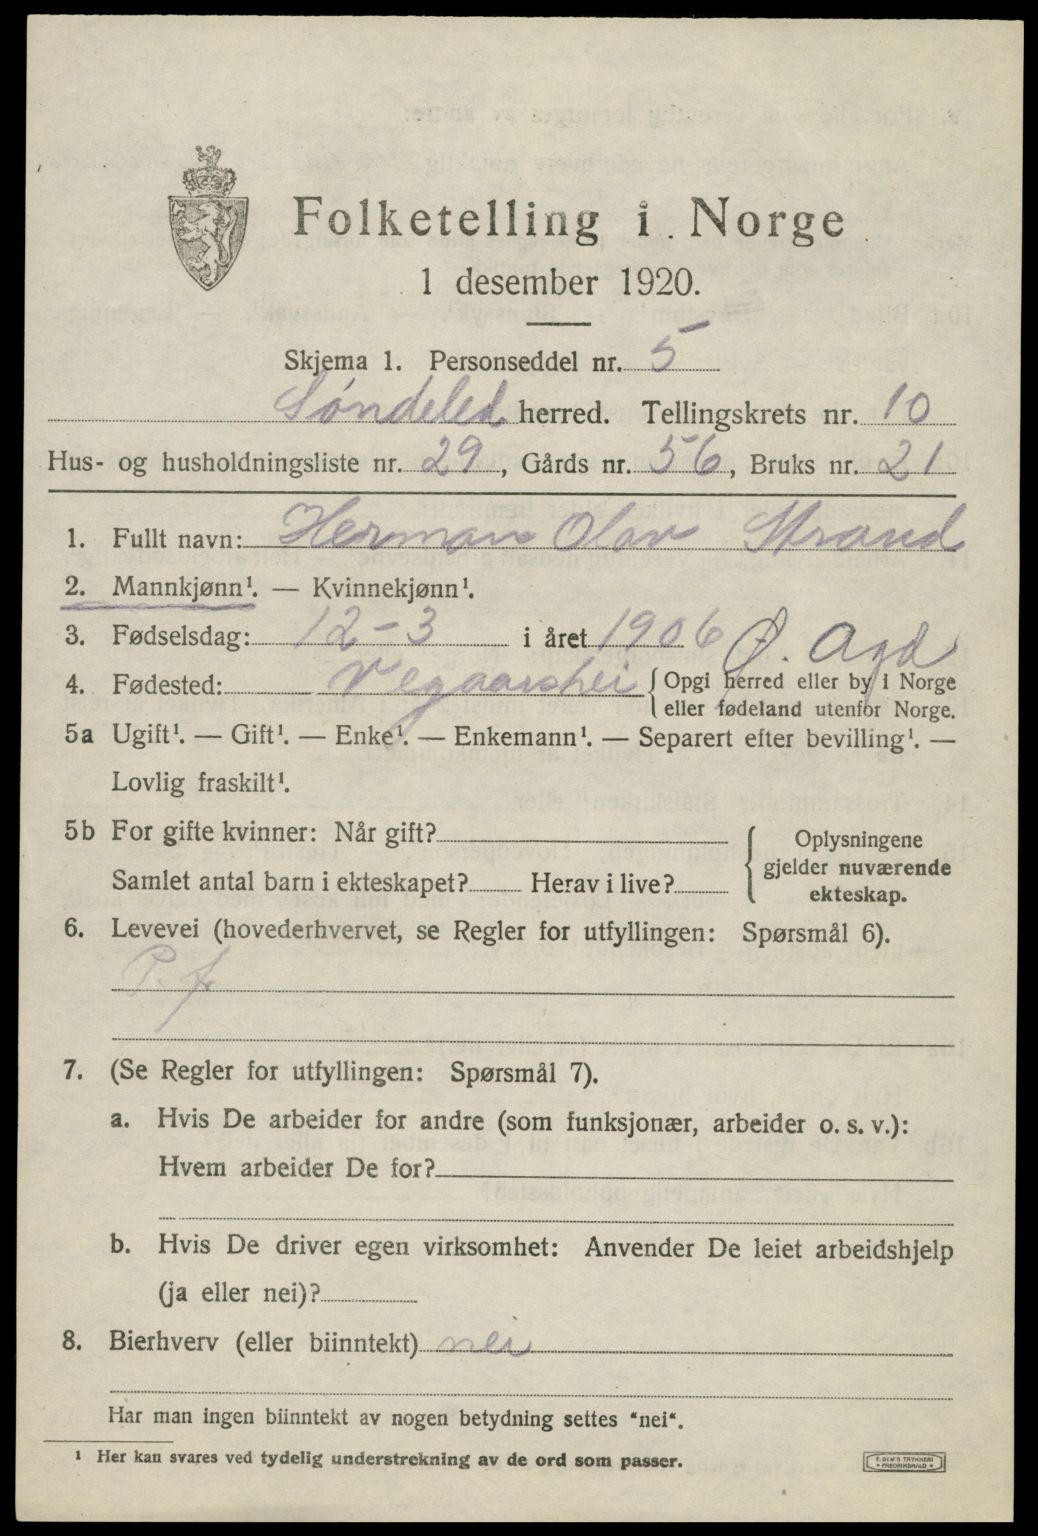 Folketelling i Norge
1 desember 1920.
Skjema 1. Personseddel nr. 5
Søndeled herred. Tellingskrets nr. 10
Hus- og husholdningsliste nr. 29, Gårds nr. 56, Bruks nr. 21
1. Fullt navn: Herman Olav Strand
2. Mannkjønn¹. — Kvinnekjønn¹.
3. Fødselsdag: 12-3 i året 1906 Ø. Agd
4. Fødested: Vegaarshei { Opgi herred eller by i Norge
eller fødeland utenfor Norge.
5a Ugift¹. — Gift¹. — Enke¹. — Enkemann¹. — Separert efter bevilling¹. —
Lovlig fraskilt¹.
5b For gifte kvinner: Når gift?
Samlet antal barn i ekteskapet? Herav i live?
{ Oplysningene
gjelder nuværende
ekteskap.
6. Levevei (hovederhvervet, se Regler for utfyllingen: Spørsmål 6).
P. f.
7. (Se Regler for utfyllingen: Spørsmål 7).
a. Hvis De arbeider for andre (som funksjonær, arbeider o. s. v.):
Hvem arbeider De for?
b. Hvis De driver egen virksomhet: Anvender De leiet arbeidshjelp
(ja eller nei)?
8. Bierhverv (eller biinntekt) nei
Har man ingen biinntekt av nogen betydning settes "nei".
¹ Her kan svares ved tydelig understrekning av de ord som passer.